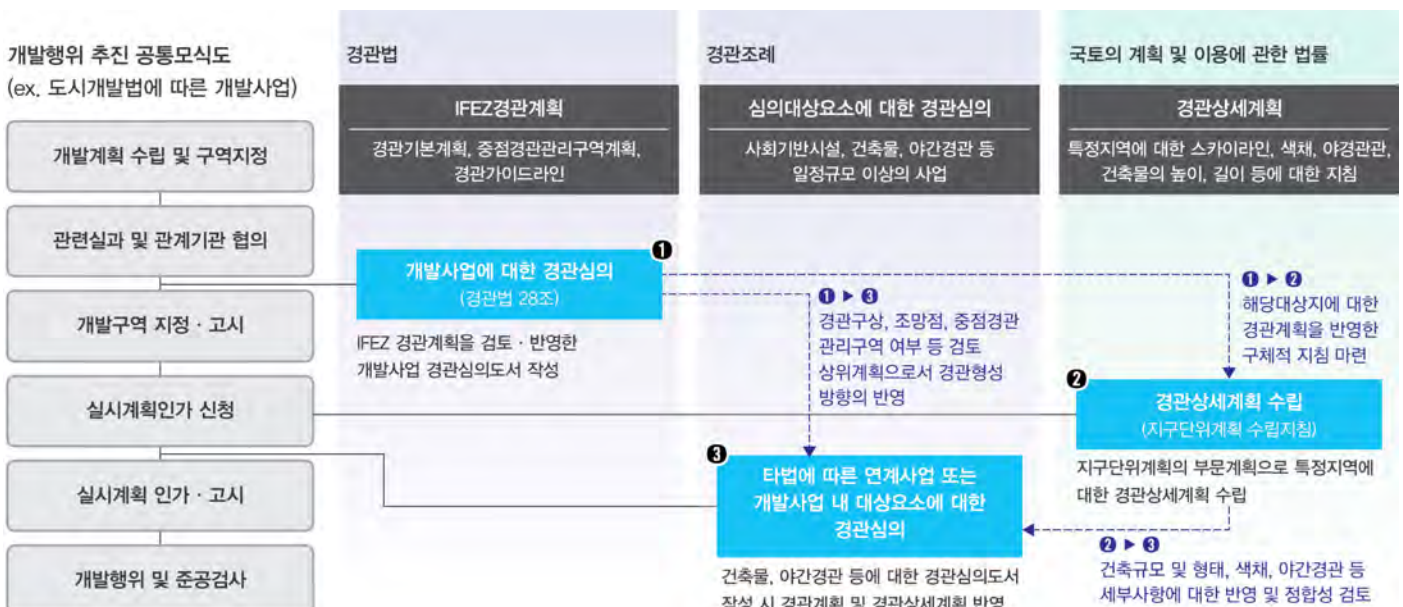 개발행위 추진 공통모식도
(ex. 도시개발법에 따른 개발사업)
개발계획 수립 및 구역지정
관련실과 및 관계기관 협의
개발구역 지정 · 고시
실시계획인가 신청
실시계획 인가 · 고시
개발행위 및 준공검사
경관법
IFEZ경관계획
경관기본계획, 중점경관관리구역계획,
경관가이드라인
❶
개발사업에 대한 경관심의
(경관법 28조)
IFEZ 경관계획을 검토 · 반영한
개발사업 경관심의도서 작성
경관조례
심의대상요소에 대한 경관심의
사회기반시설, 건축물, 야간경관 등
일정규모 이상의 사업
❶ ▶ ❸
경관구상, 조망점, 중점경관
관리구역 여부 등 검토
상위계획으로서 경관형성
방향의 반영
❸
타법에 따른 연계사업 또는
개발사업 내 대상요소에 대한
경관심의
건축물, 야간경관 등에 대한 경관심의도서
작성 시 경관계획 및 경관상세계획 반영
국토의 계획 및 이용에 관한 법률
경관상세계획
특정지역에 대한 스카이라인, 색채, 야경관관,
건축물의 높이, 길이 등에 대한 지침
❶ ▶ ❷
해당대상지에 대한
경관계획을 반영한
구체적 지침 마련
❷
경관상세계획 수립
(지구단위계획 수립지침)
지구단위계획의 부문계획으로 특정지역에
대한 경관상세계획 수립
❷ ▶ ❸
건축규모 및 형태, 색채, 야간경관 등
세부사항에 대한 반영 및 정합성 검토